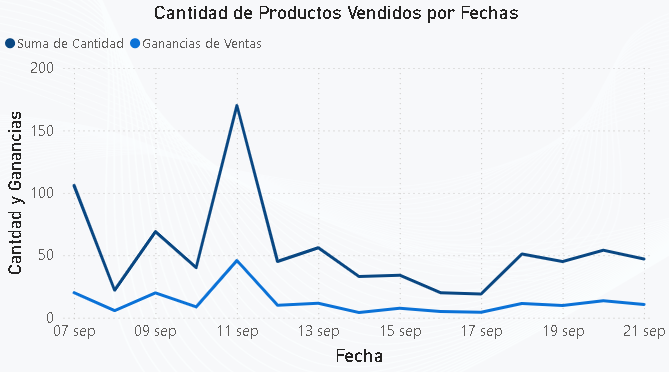 Cantidad de Productos Vendidos por Fechas
Suma de Cantidad Ganancias de Ventas
Cantdad y Ganancias
200
150
100
50
0
07 sep 09 sep 11 sep 13 sep 15 sep 17 sep 19 sep 21 sep
Fecha